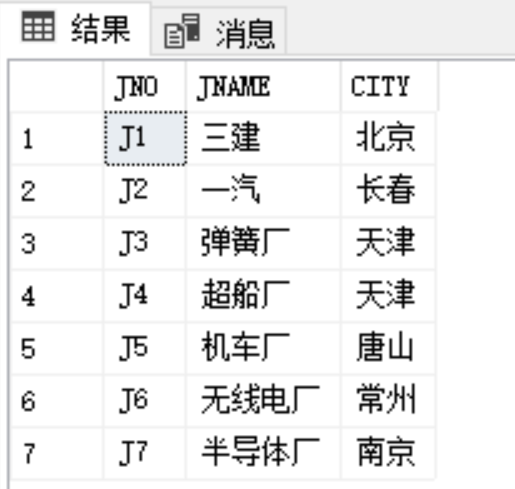 结果 消息
JNO JNAME CITY
1 J1 三建 北京
2 J2 一汽 长春
3 J3 弹簧厂 天津
4 J4 超船厂 天津
5 J5 机车厂 唐山
6 J6 无线电厂 常州
7 J7 半导体厂 南京